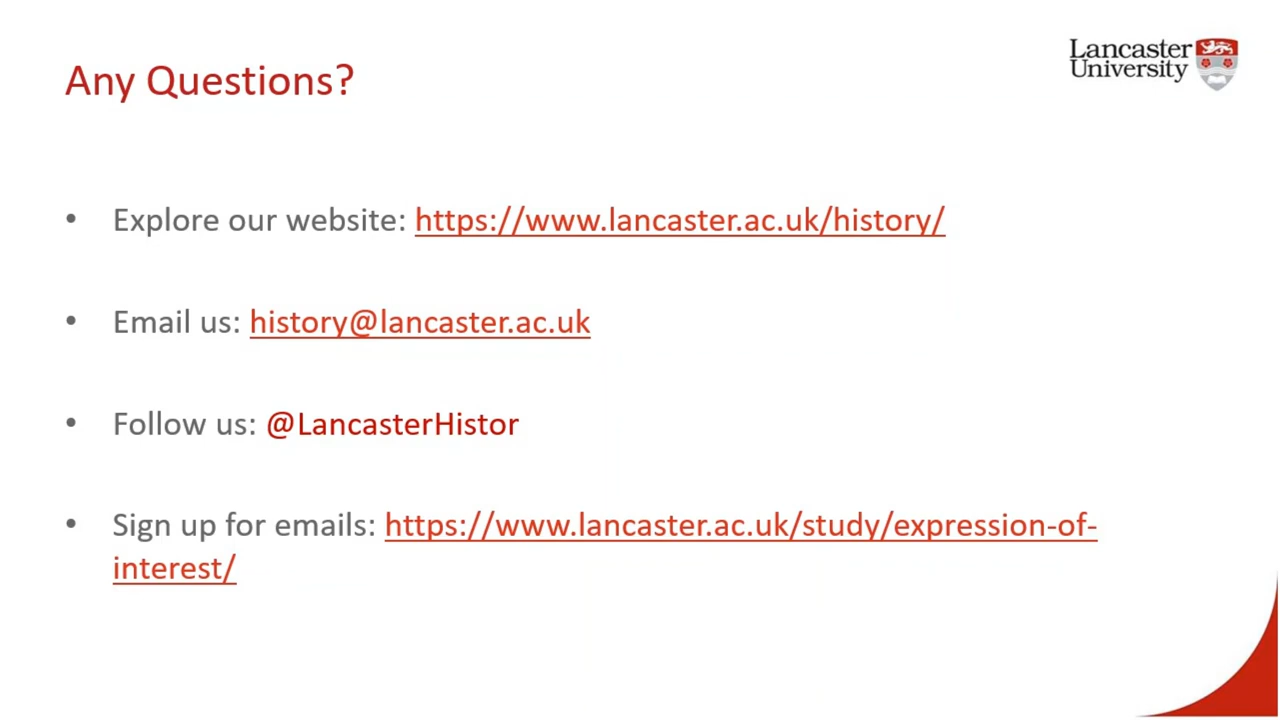 Any Questions?
Lancaster
University
• Explore our website: https://www.lancaster.ac.uk/history/
• Email us: history@lancaster.ac.uk
• Follow us: @LancasterHistor
• Sign up for emails: https://www.lancaster.ac.uk/study/expression-of-
interest/